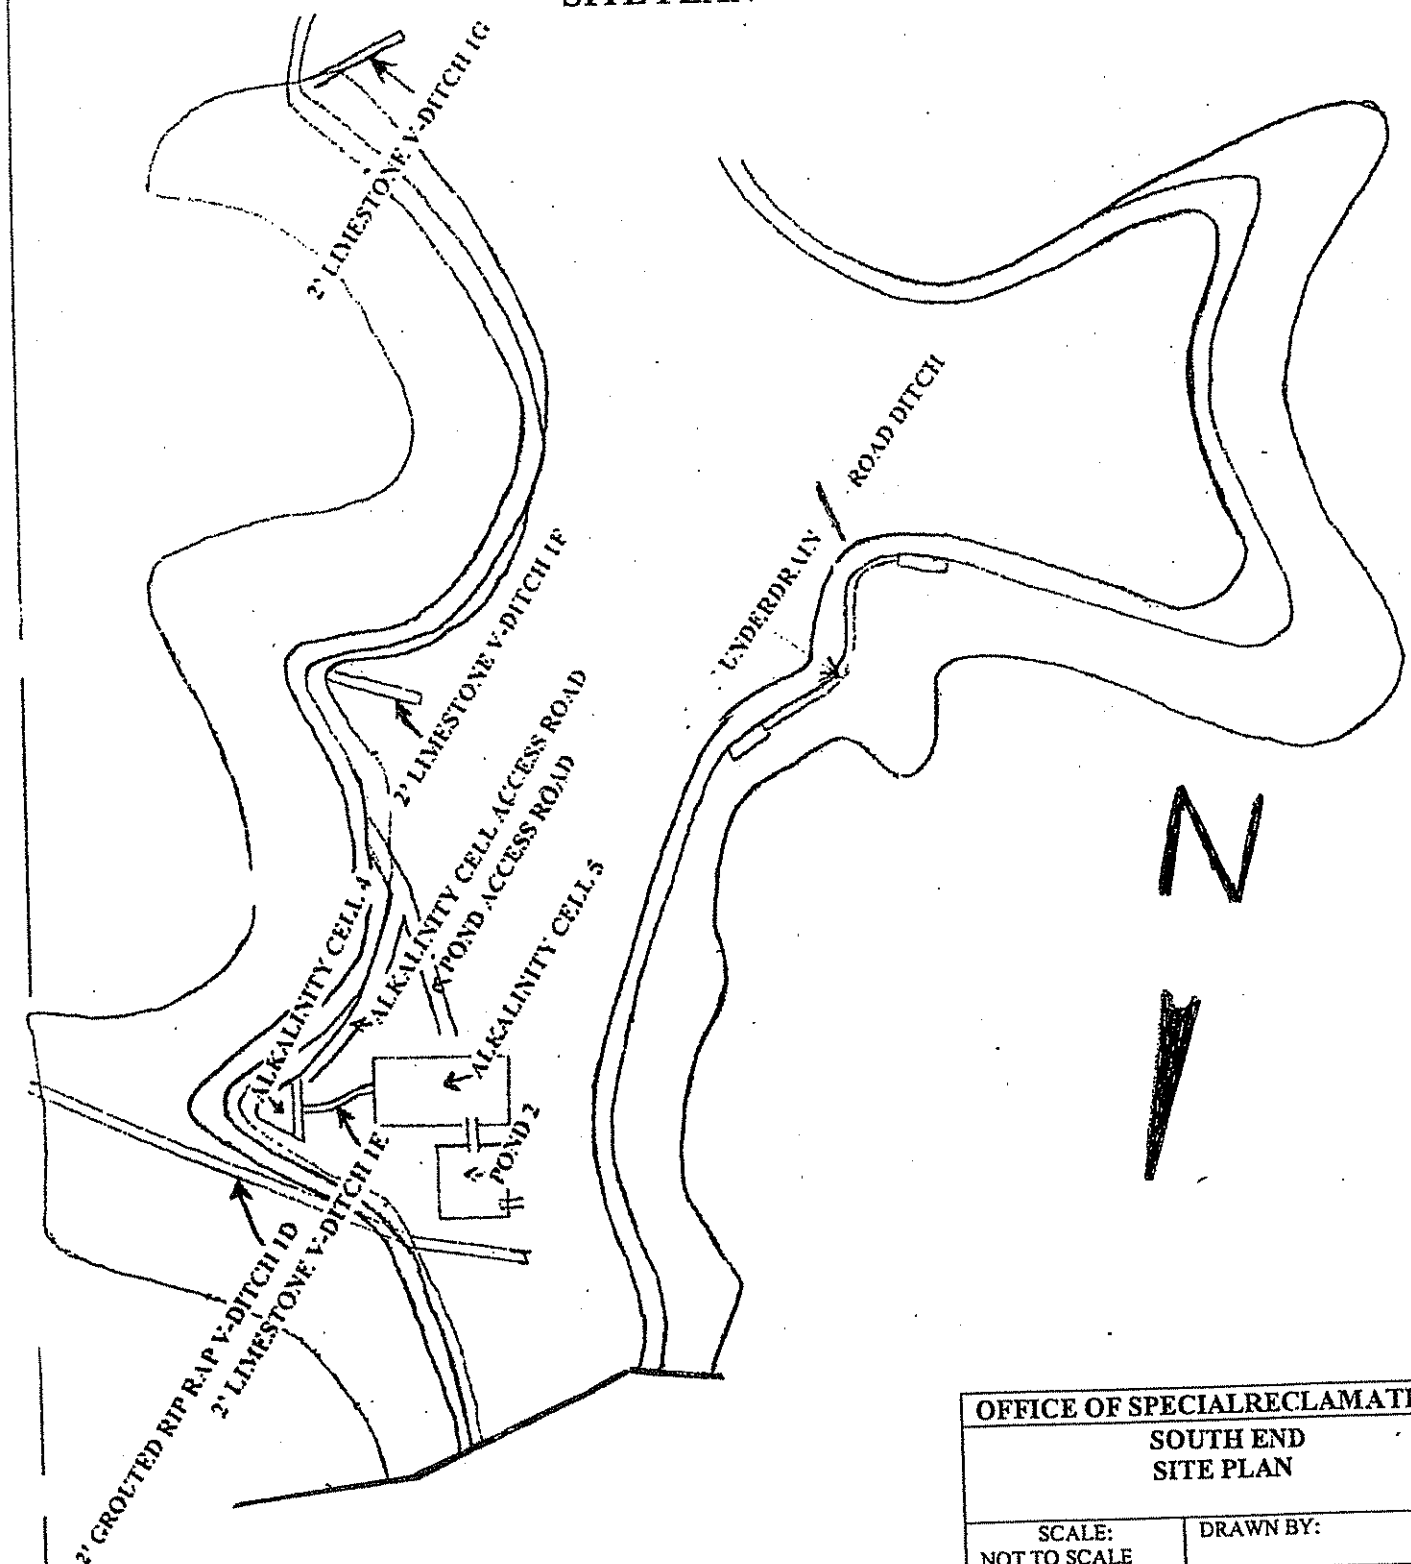 SITE PLAN
2' LIMESTONE V-DITCH 1G
ROAD DITCH
UNDERDRAIN
2' LIMESTONE V-DITCH 1F
ALKALINITY CELL ACCESS ROAD
POND ACCESS ROAD
ALKALINITY CELL 4
ALKALINITY CELL 5
POND 2
2' GROUTED RIP RAP V-DITCH 1D
2' LIMESTONE V-DITCH 1E
N
OFFICE OF SPECIALRECLAMATI
SOUTH END
SITE PLAN
SCALE:
NOT TO SCALE
DRAWN BY: